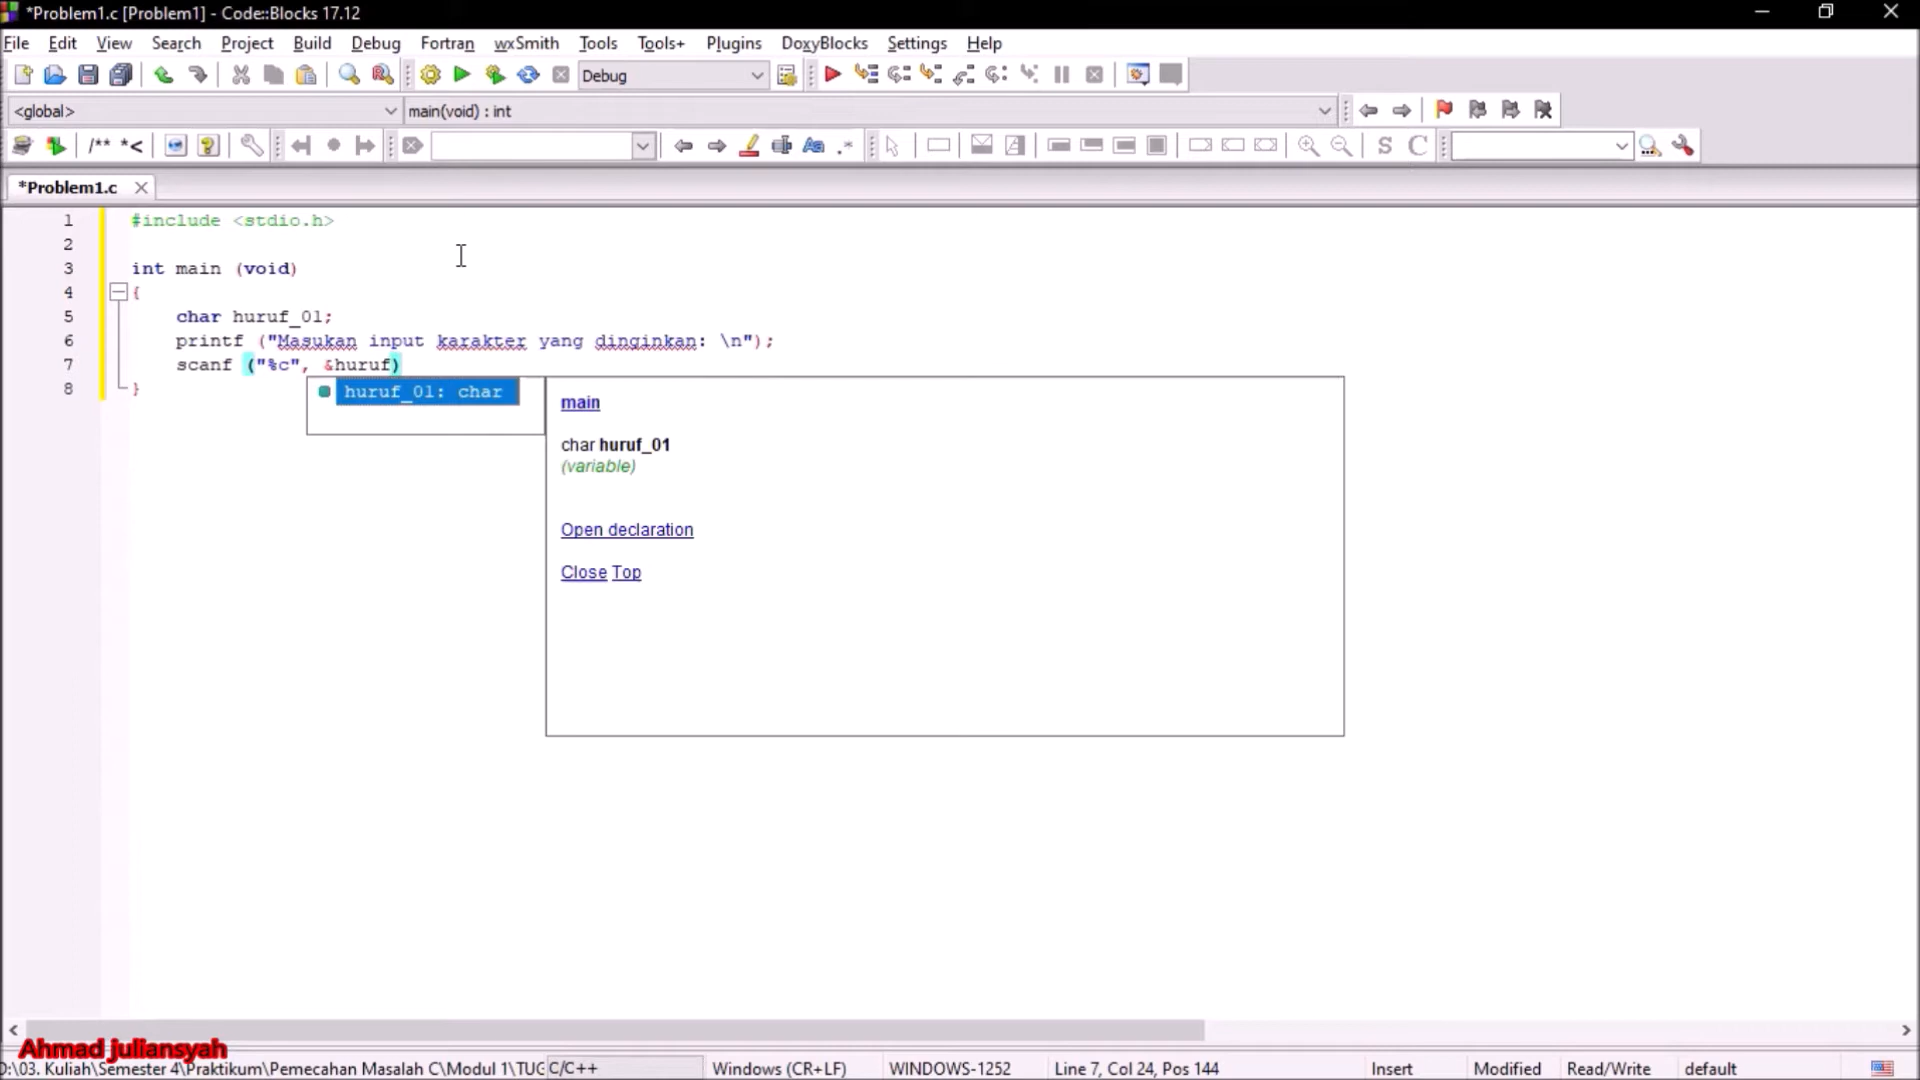 *Problem1.c [Problem1] - Code::Blocks 17.12
File Edit View Search Project Build Debug Fortran wxSmith Tools Tools+ Plugins DoxyBlocks Settings Help
Debug
<global> main(void) : int
/** *<
Aa .* S C
*Problem1.c
1 #include <stdio.h>
2
3 int main (void)
4 {
5 char huruf_01;
6 printf ("Masukan input karakter yang dinginkan: \n");
7 scanf ("%c", &huruf)
8 }
huruf_01: char
main
char huruf_01
(variable)
Open declaration
Close Top
Ahmad juliansyah
D:\03. Kuliah\Semester 4\Praktikum\Pemecahan Masalah C\Modul 1\TUG C/C++ Windows (CR+LF) WINDOWS-1252 Line 7, Col 24, Pos 144 Insert Modified Read/Write default